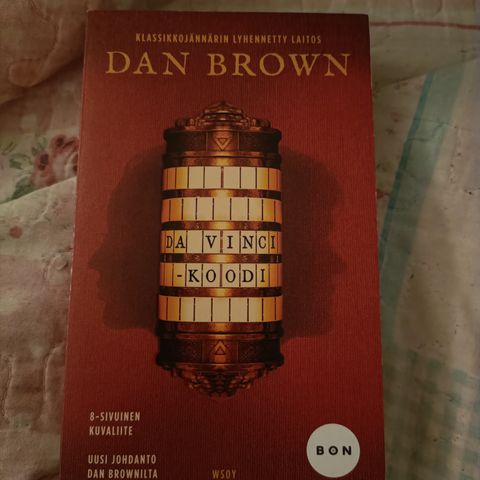 KLASSIKKOJÄNNÄRIN LYHENNETTY LAITOS
DAN BROWN
DA VINCI
-KOODI
8-SIVUINEN
KUVALIITE
UUSI JOHDANTO
DAN BROWNILTA
WSOY
BON